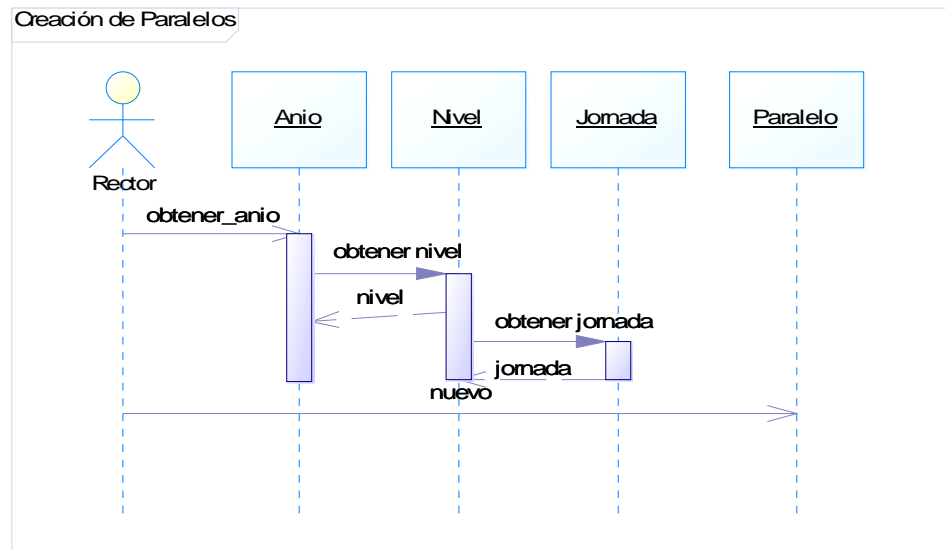 Creación de Paralelos
Anio
Nivel
Jornada
Paralelo
Rector
obtener_anio
obtener nivel
nivel
obtener jornada
jornada
nuevo